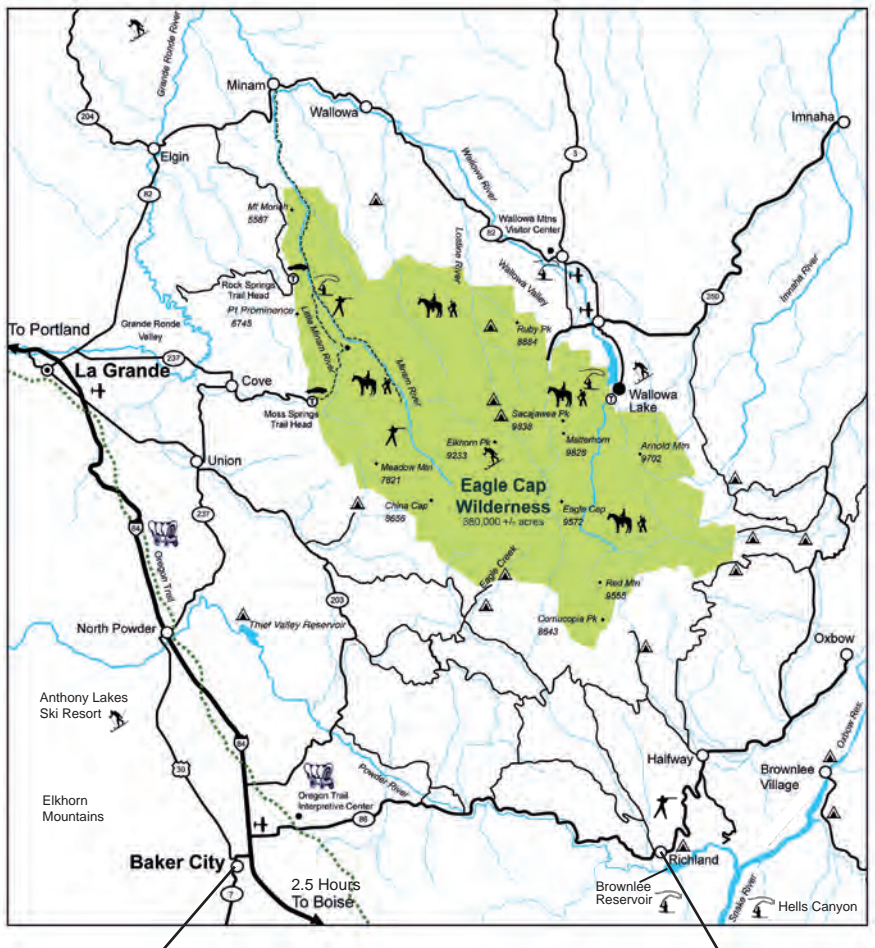 Grande Ronde River
Minam
Wallowa
Imnaha
204
Elgin
3
Wallowa River
82
Mt Moriah
5587
Wallowa Mtns
Visitor Center
82
Lostine River
Wallowa Valley
Imnaha River
Rock Springs
Trail Head
T
350
Pt Prominence
6745
Little Minam River
Ruby Pk
8884
To Portland
Grande Ronde
Valley
237
La Grande
Cove
Minam River
Wallowa
Lake
T
T
Moss Springs
Trail Head
Sacajawea Pk
9838
Matterhorn
9826
Elkhorn Pk
9233
Arnold Mtn
9702
Union
Meadow Mtn
7821
Eagle Cap
Wilderness
380,000 +/- acres
China Cap
8656
Eagle Cap
9572
237
84
Oregon Trail
Eagle Creek
Red Mtn
9555
203
Thief Valley Reservoir
Cornucopia Pk
8643
North Powder
Oxbow
Anthony Lakes
Ski Resort
Oxbow Res.
84
Halfway
30
Powder River
Brownlee
Village
Elkhorn
Mountains
Oregon Trail
Interpretive Center
86
Baker City
Richland
2.5 Hours
To Boise
7
Brownlee
Reservoir
Snake River
Hells Canyon